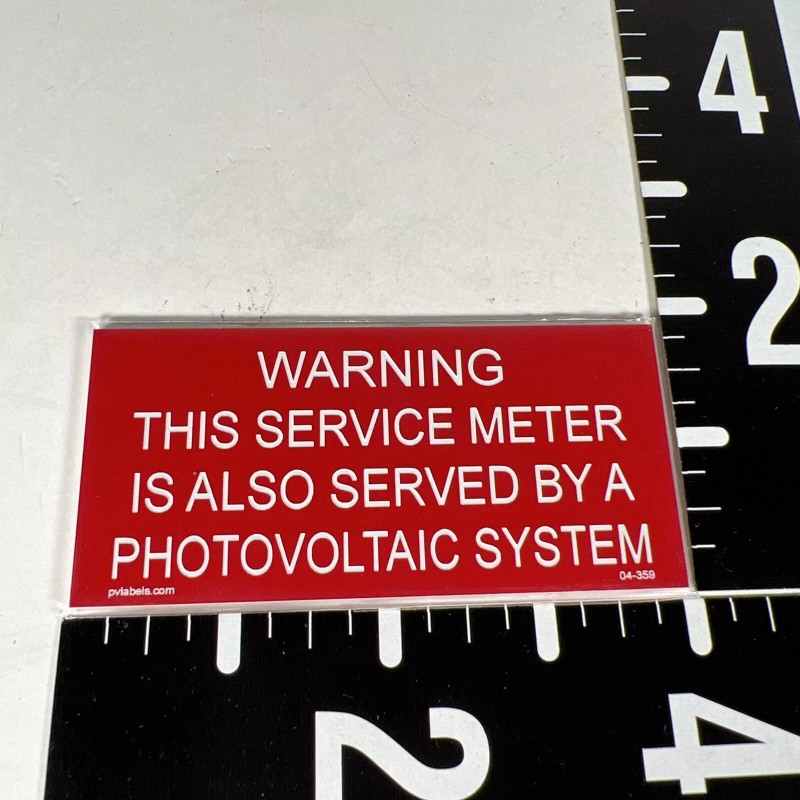 4
2
WARNING
THIS SERVICE METER
IS ALSO SERVED BY A
PHOTOVOLTAIC SYSTEM
pvlabels.com 04-359
2 4